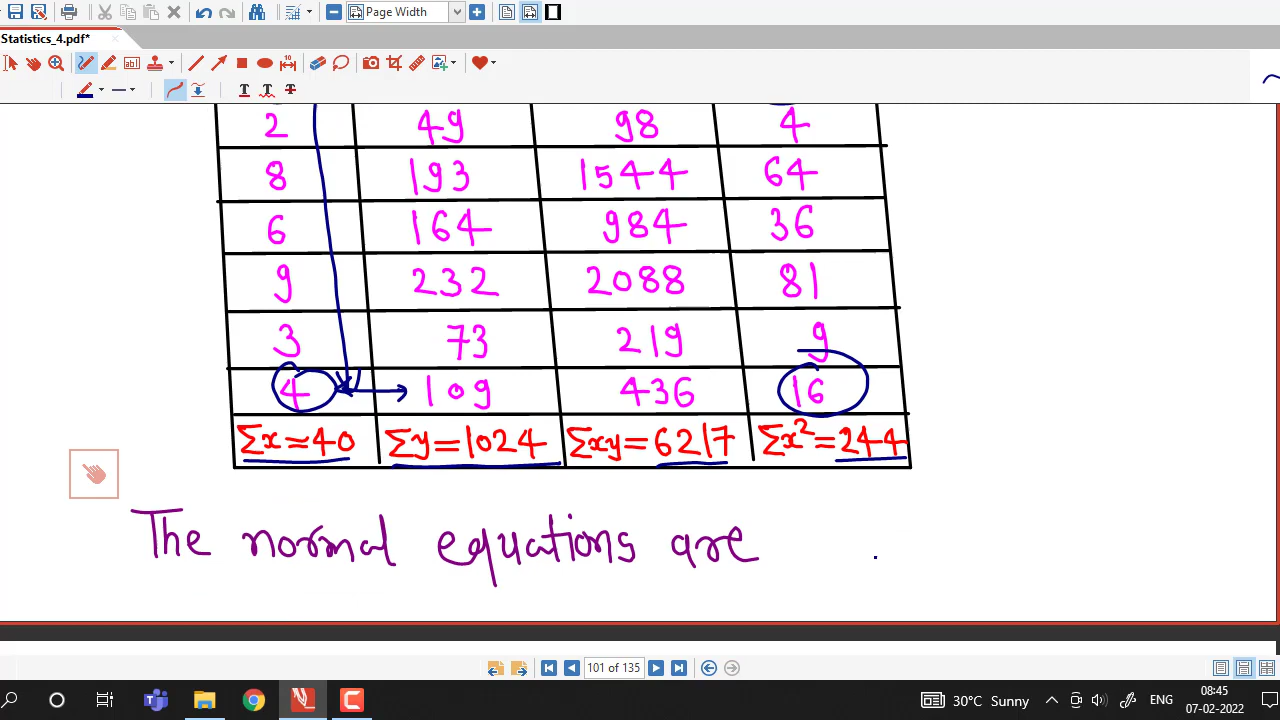 Page Width
Statistics_4.pdf*
10
2 49 98 4
8 193 1544 64
6 164 984 36
9 232 2088 81
3 73 219 9
4 109 436 16
Σx=40 Σy=1024 Σxy=6217 Σx²=244
The normal equations are
101 of 135
30°C Sunny ENG 08:45
07-02-2022